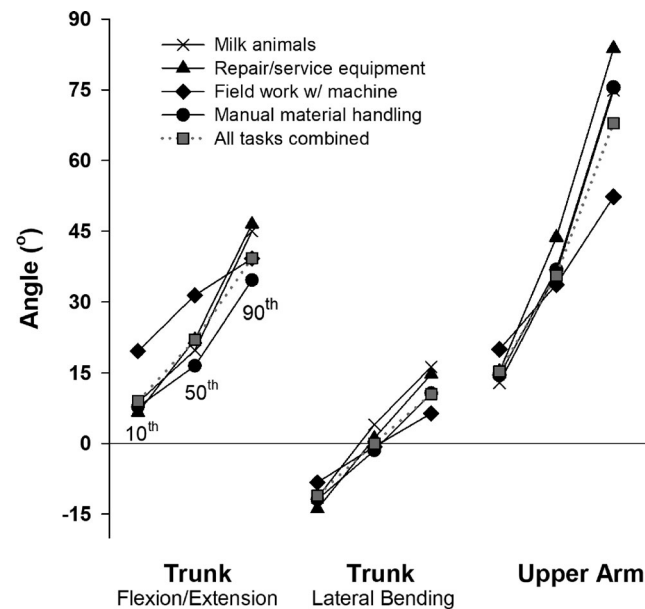 90
75
60
45
30
15
0
-15
Angle (o)
Milk animals
Repair/service equipment
Field work w/ machine
Manual material handling
All tasks combined
10th
50th
90th
Trunk
Flexion/Extension
Trunk
Lateral Bending
Upper Arm